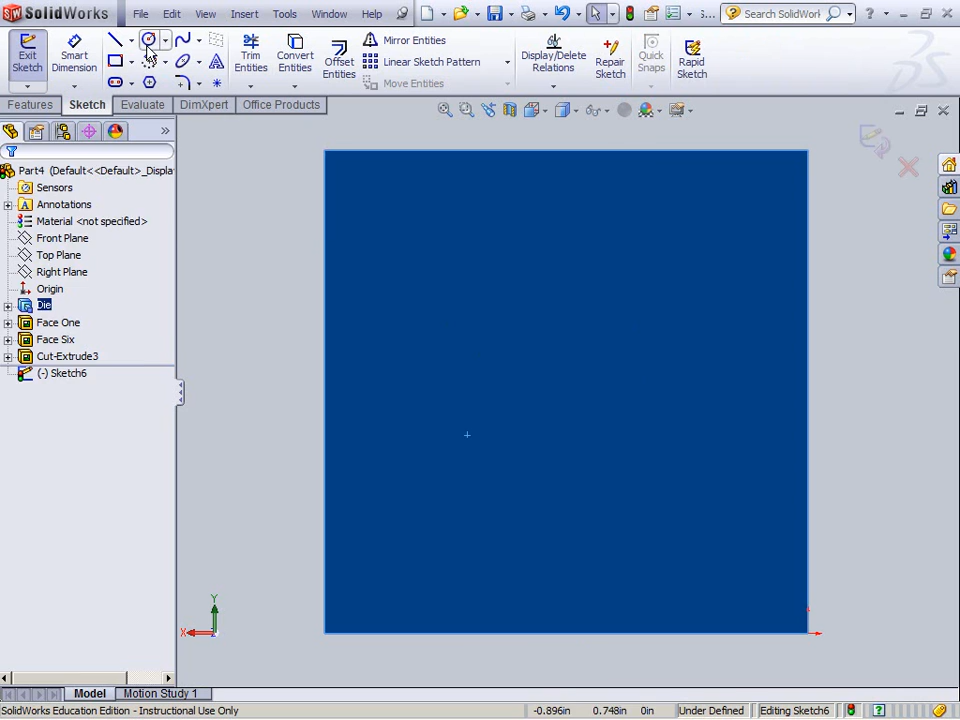 SW SolidWorks File Edit View Insert Tools Window Help S... Search SolidWorks
Exit Sketch Smart Dimension Trim Entities Convert Entities Offset Entities Mirror Entities Linear Sketch Pattern Move Entities Display/Delete Relations Repair Sketch Quick Snaps Rapid Sketch
Features Sketch Evaluate DimXpert Office Products
Part4 (Default<<Default>_Displa
Sensors
Annotations
Material <not specified>
Front Plane
Top Plane
Right Plane
Origin
Die
Face One
Face Six
Cut-Extrude3
(-) Sketch6
Y
X
Model Motion Study 1
SolidWorks Education Edition - Instructional Use Only -0.896in 0.748in 0in Under Defined Editing Sketch6